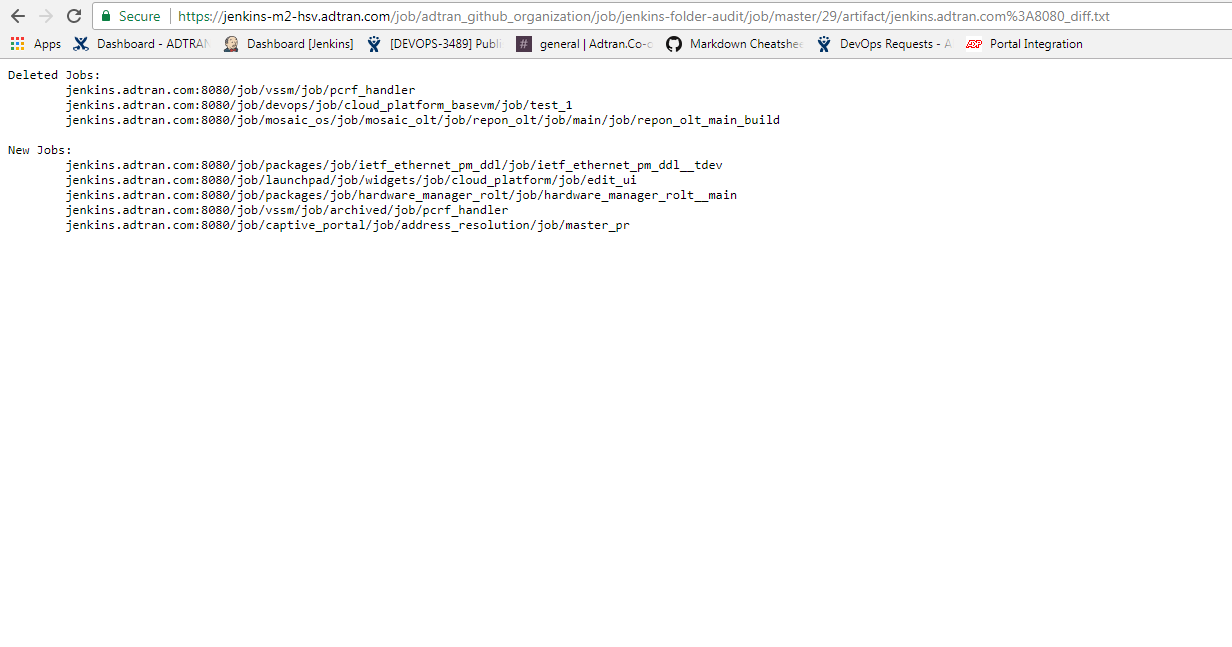 Secure https://jenkins-m2-hsv.adtran.com/job/adtran_github_organization/job/jenkins-folder-audit/job/master/29/artifact/jenkins.adtran.com%3A8080_diff.txt
Apps Dashboard - ADTRAN Dashboard [Jenkins] [DEVOPS-3489] Publi # general | Adtran.Co-o Markdown Cheatshee DevOps Requests - A ADP Portal Integration
Deleted Jobs:
jenkins.adtran.com:8080/job/vssm/job/pcrf_handler
jenkins.adtran.com:8080/job/devops/job/cloud_platform_basevm/job/test_1
jenkins.adtran.com:8080/job/mosaic_os/job/mosaic_olt/job/repon_olt/job/main/job/repon_olt_main_build
New Jobs:
jenkins.adtran.com:8080/job/packages/job/ietf_ethernet_pm_ddl/job/ietf_ethernet_pm_ddl__tdev
jenkins.adtran.com:8080/job/launchpad/job/widgets/job/cloud_platform/job/edit_ui
jenkins.adtran.com:8080/job/packages/job/hardware_manager_rolt/job/hardware_manager_rolt__main
jenkins.adtran.com:8080/job/vssm/job/archived/job/pcrf_handler
jenkins.adtran.com:8080/job/captive_portal/job/address_resolution/job/master_pr